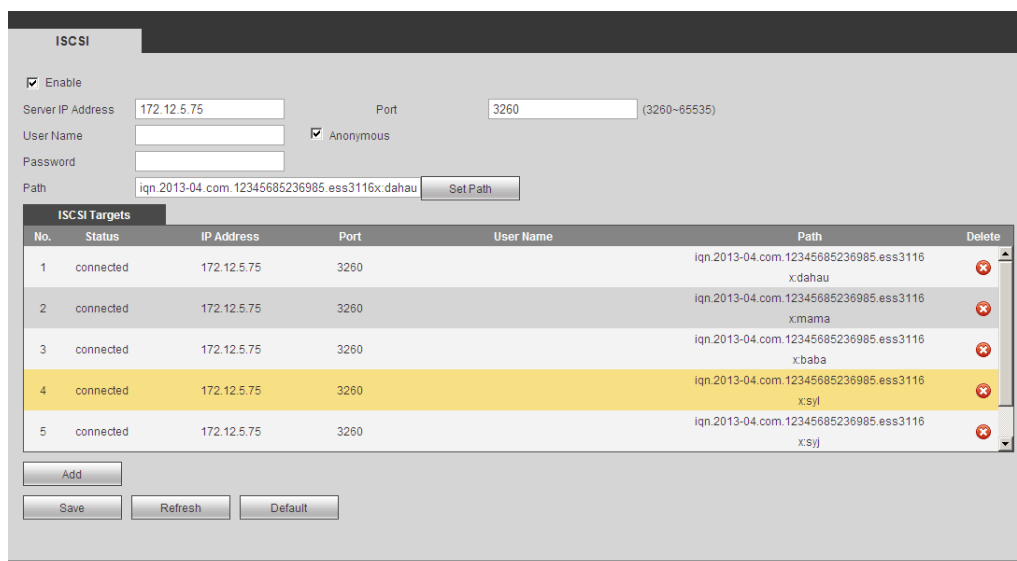 ISCSI
Enable
Server IP Address 172.12.5.75 Port 3260 (3260~65535)
User Name Anonymous
Password
Path iqn.2013-04.com.12345685236985.ess3116x:dahau Set Path
ISCSI Targets
No. Status IP Address Port User Name Path Delete
iqn.2013-04.com.12345685236985.ess3116
1 connected 172.12.5.75 3260
x:dahau
iqn.2013-04.com.12345685236985.ess3116
2 connected 172.12.5.75 3260
x:mama
iqn.2013-04.com.12345685236985.ess3116
3 connected 172.12.5.75 3260
x:baba
iqn.2013-04.com.12345685236985.ess3116
4 connected 172.12.5.75 3260
x:syl
iqn.2013-04.com.12345685236985.ess3116
5 connected 172.12.5.75 3260
x:syj
Add
Save Refresh Default